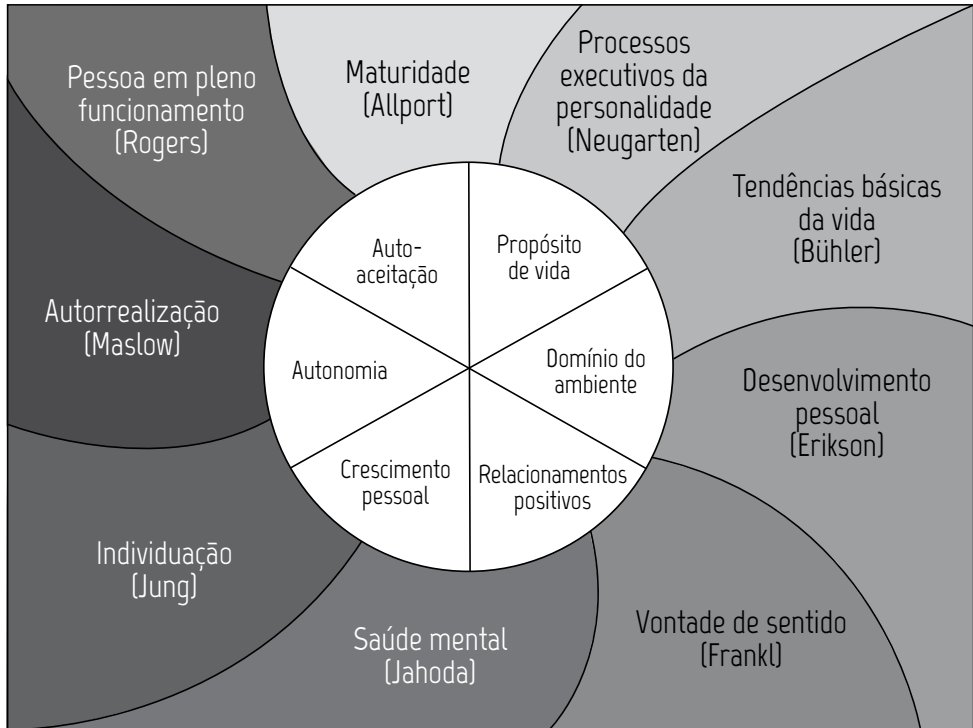 Pessoa em pleno
funcionamento
(Rogers)
Maturidade
(Allport)
Processos
executivos da
personalidade
(Neugarten)
Tendências básicas
da vida
(Bühler)
Desenvolvimento
pessoal
(Erikson)
Vontade de sentido
(Frankl)
Saúde mental
(Jahoda)
Individuação
(Jung)
Autorrealização
(Maslow)
Auto-
aceitação
Propósito
de vida
Domínio do
ambiente
Relacionamentos
positivos
Crescimento
pessoal
Autonomia